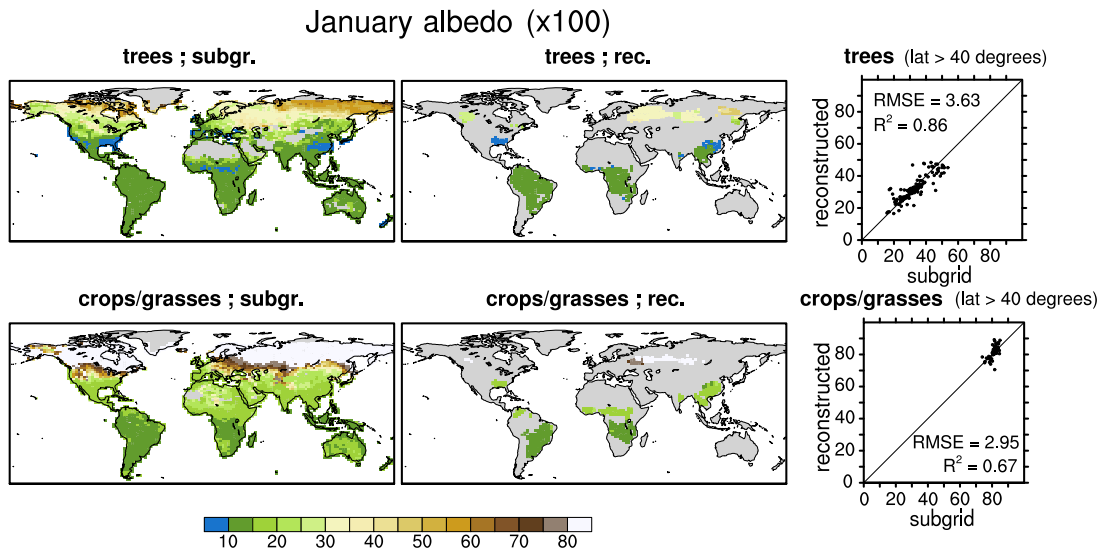 January albedo (x100)
trees ; subgr.
trees ; rec.
trees (lat > 40 degrees)
RMSE = 3.63
R² = 0.86
80
60
40
20
0
0 20 40 60 80
reconstructed
subgrid
crops/grasses ; subgr.
crops/grasses ; rec.
crops/grasses (lat > 40 degrees)
80
60
40
20
0
RMSE = 2.95
R² = 0.67
0 20 40 60 80
reconstructed
subgrid
10 20 30 40 50 60 70 80